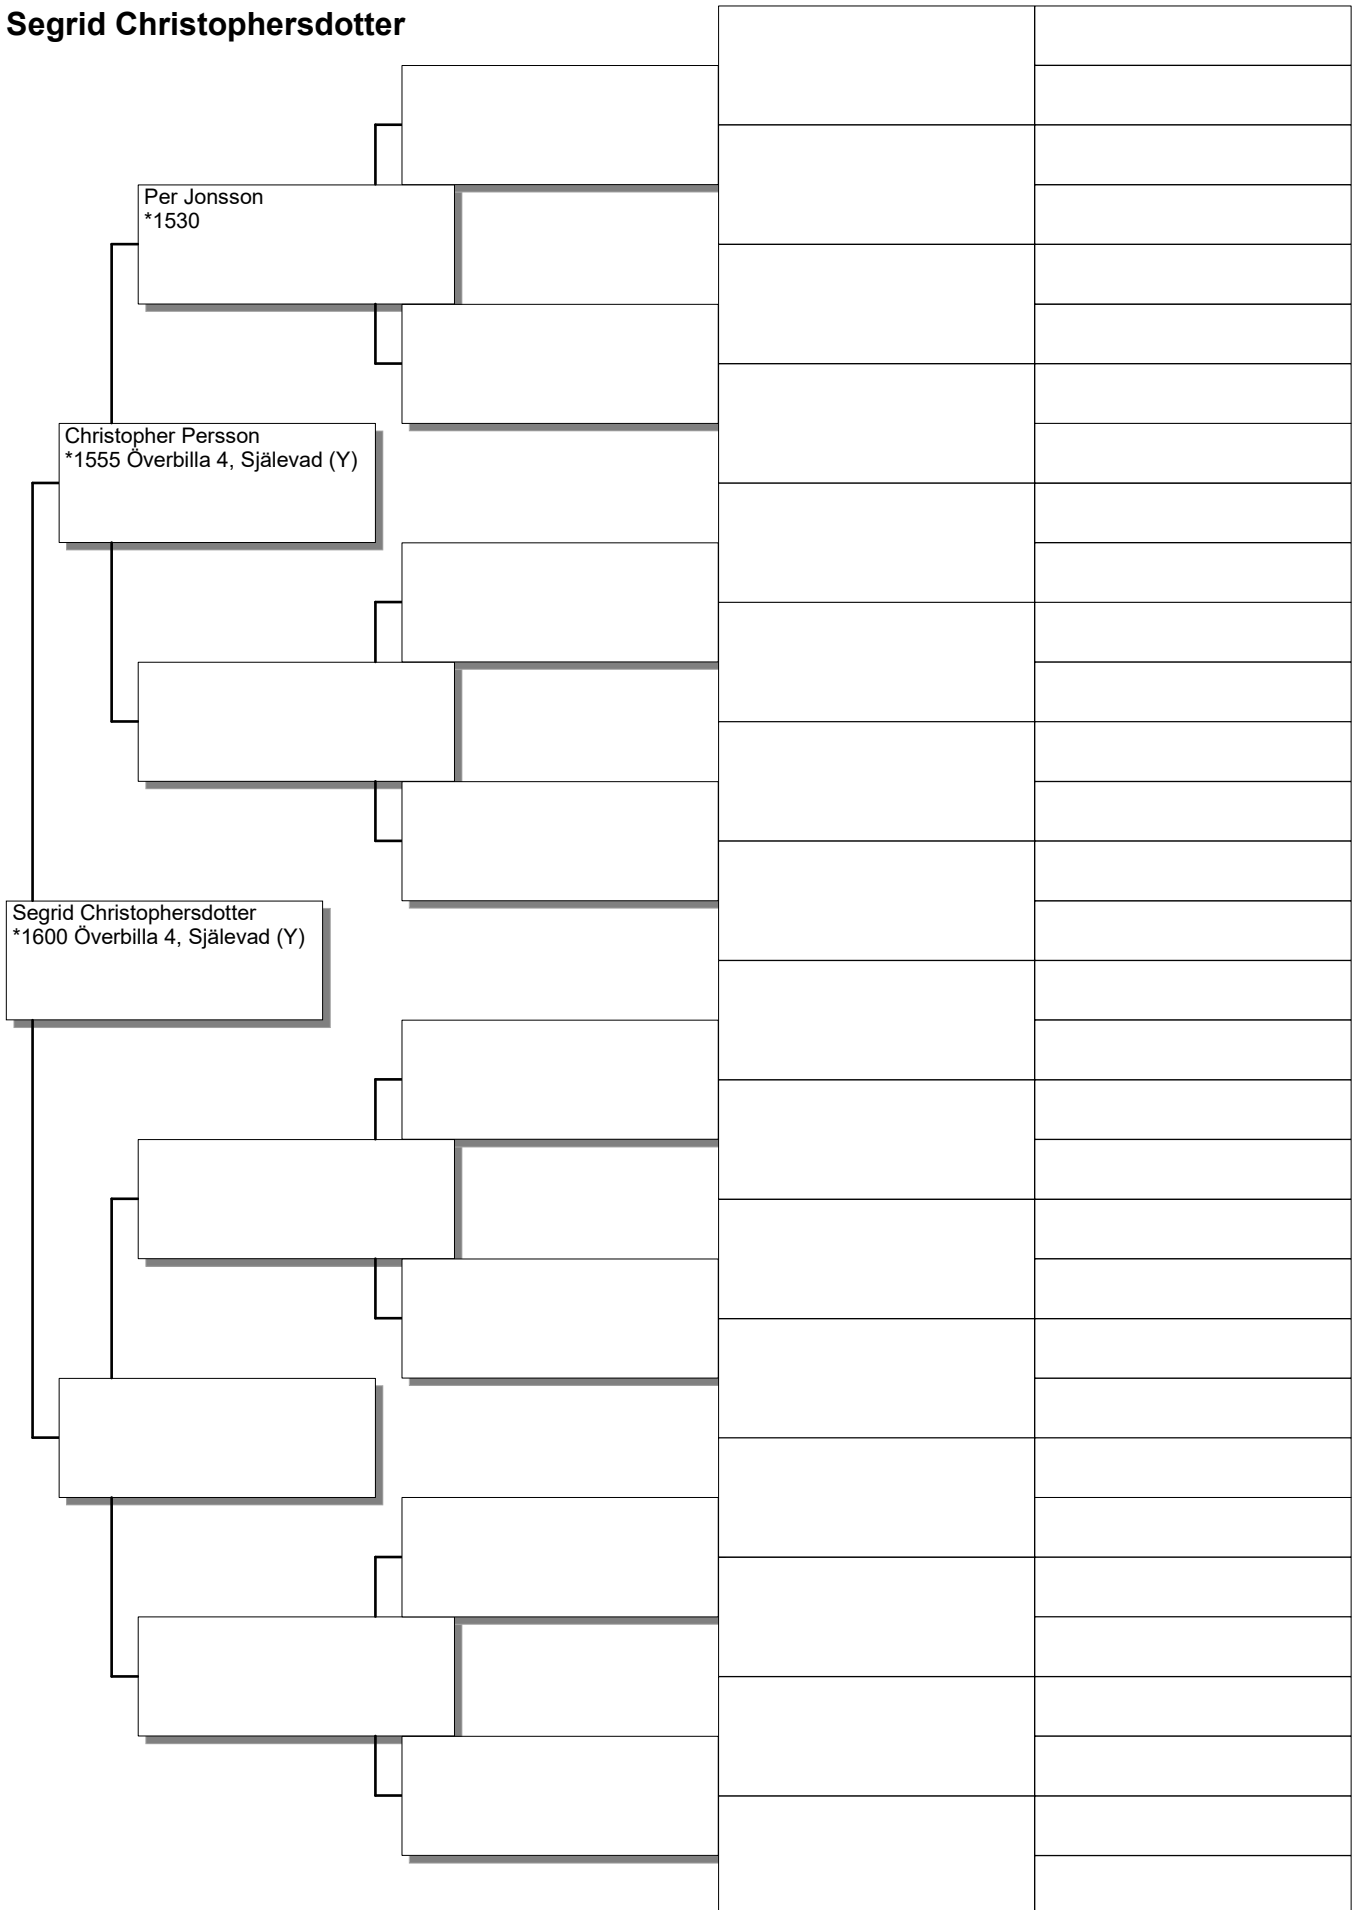 Segrid Christophersdotter
Per Jonsson
*1530
Christopher Persson
*1555 Överbilla 4, Själevad (Y)
Segrid Christophersdotter
*1600 Överbilla 4, Själevad (Y)